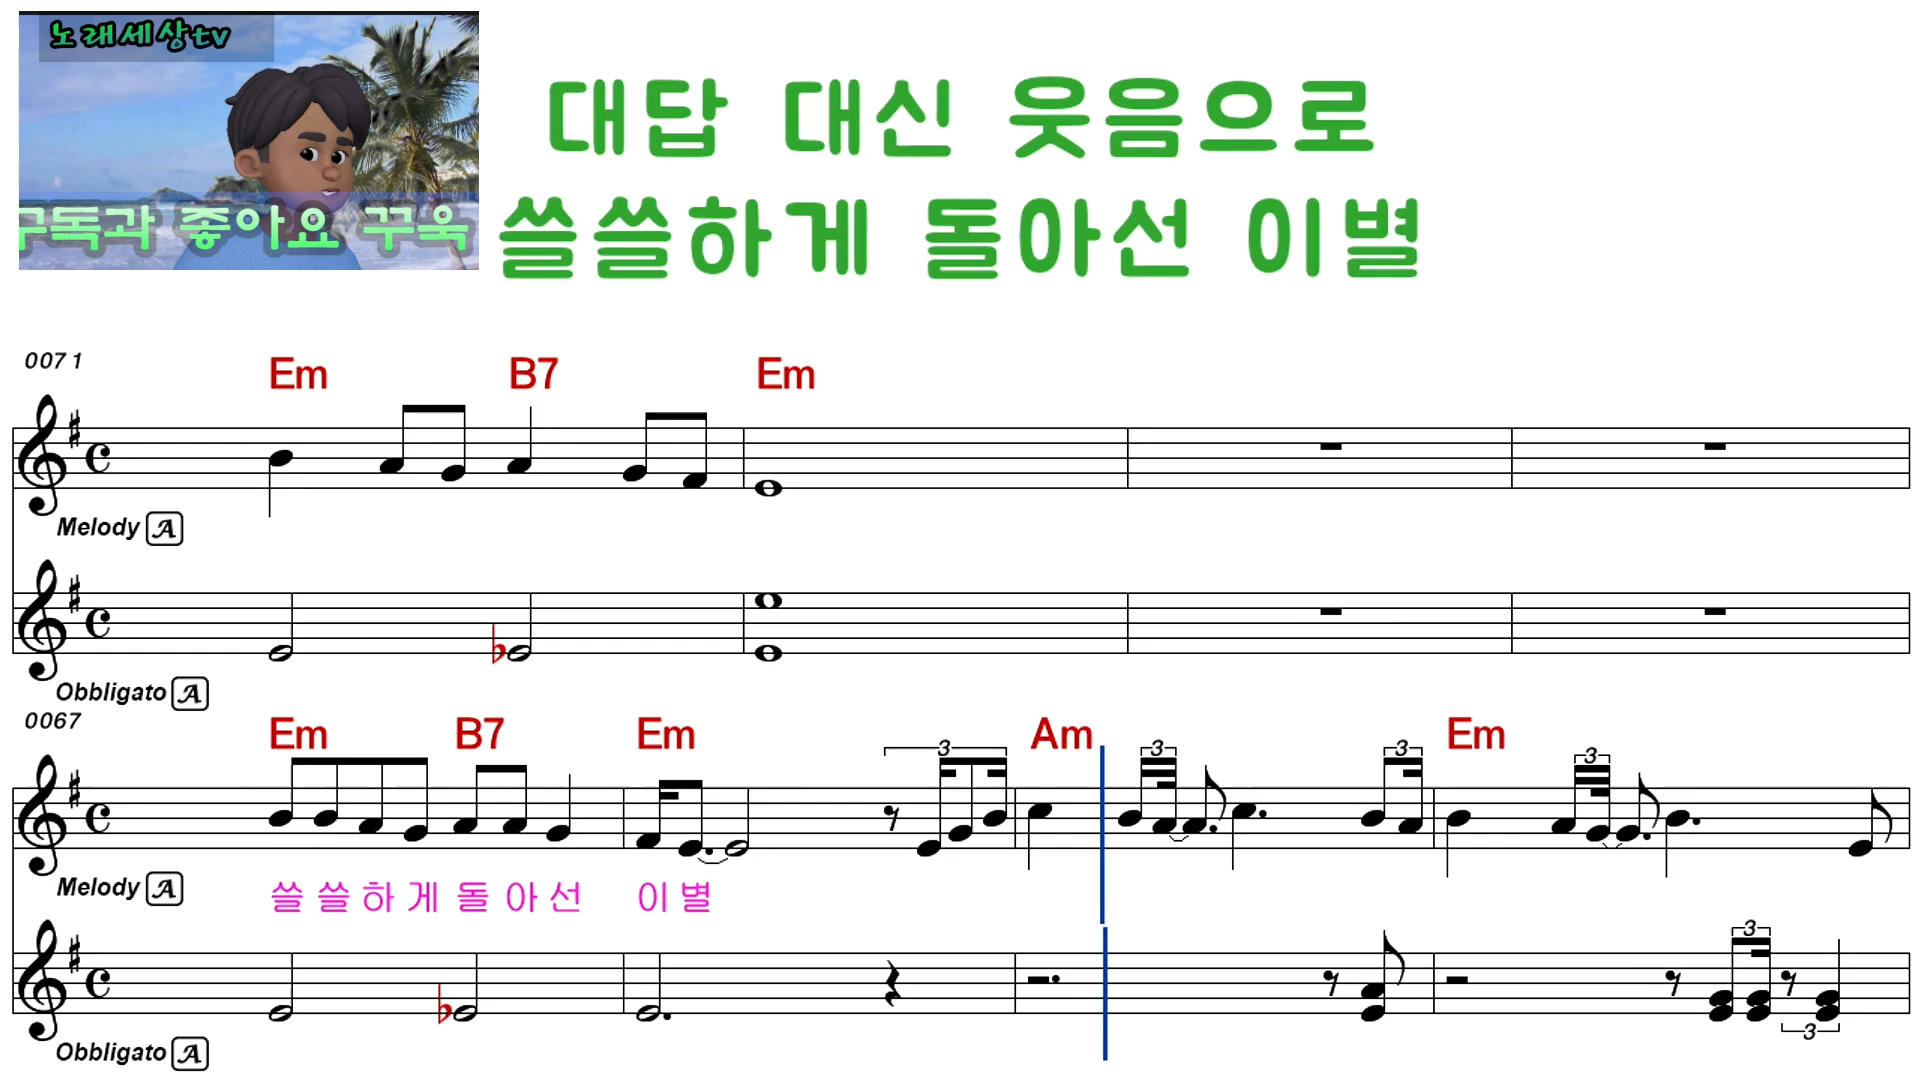 노래세상tv
구독과 좋아요 꾸욱
대답 대신 웃음으로
쓸쓸하게 돌아선 이별
0071
Em B7 Em
Melody A
Obbligato A
0067
Em B7 Em Am Em
3 3 3 3
Melody A
쓸쓸하게돌아선 이별
3
3
Obbligato A